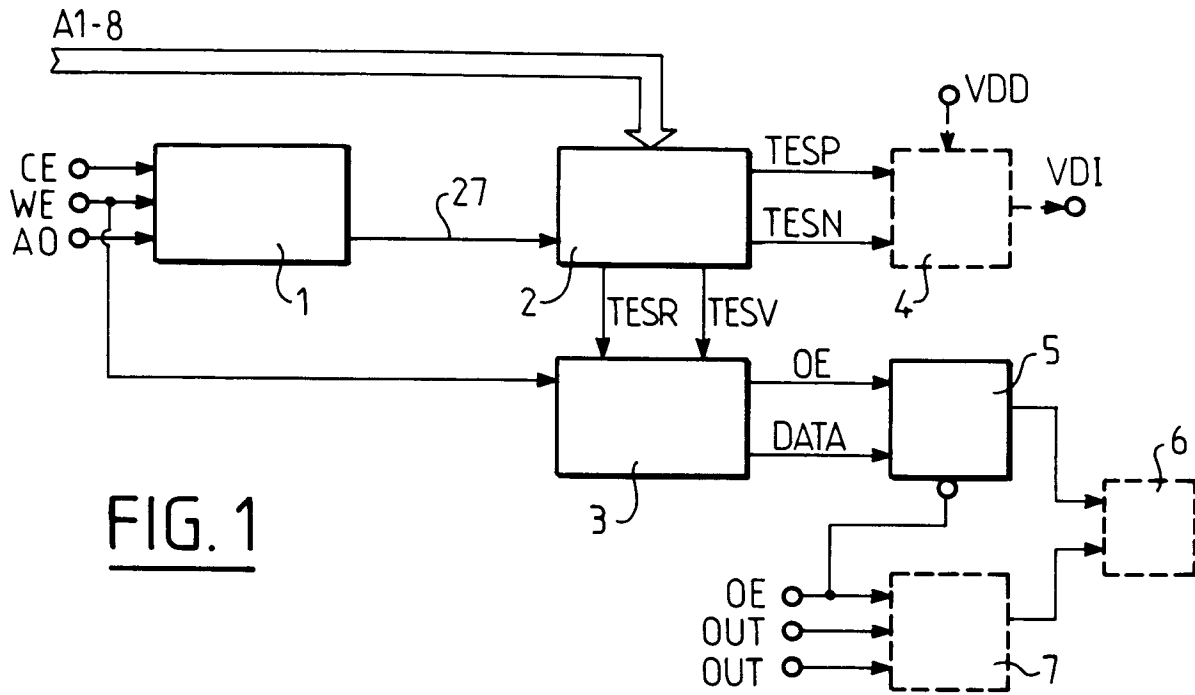 A1-8
VDD
CE
WE
AO
27
TESP
TESN
VDI
1
2
4
TESR
TESV
OE
DATA
5
3
6
FIG. 1
OE
OUT
OUT
7